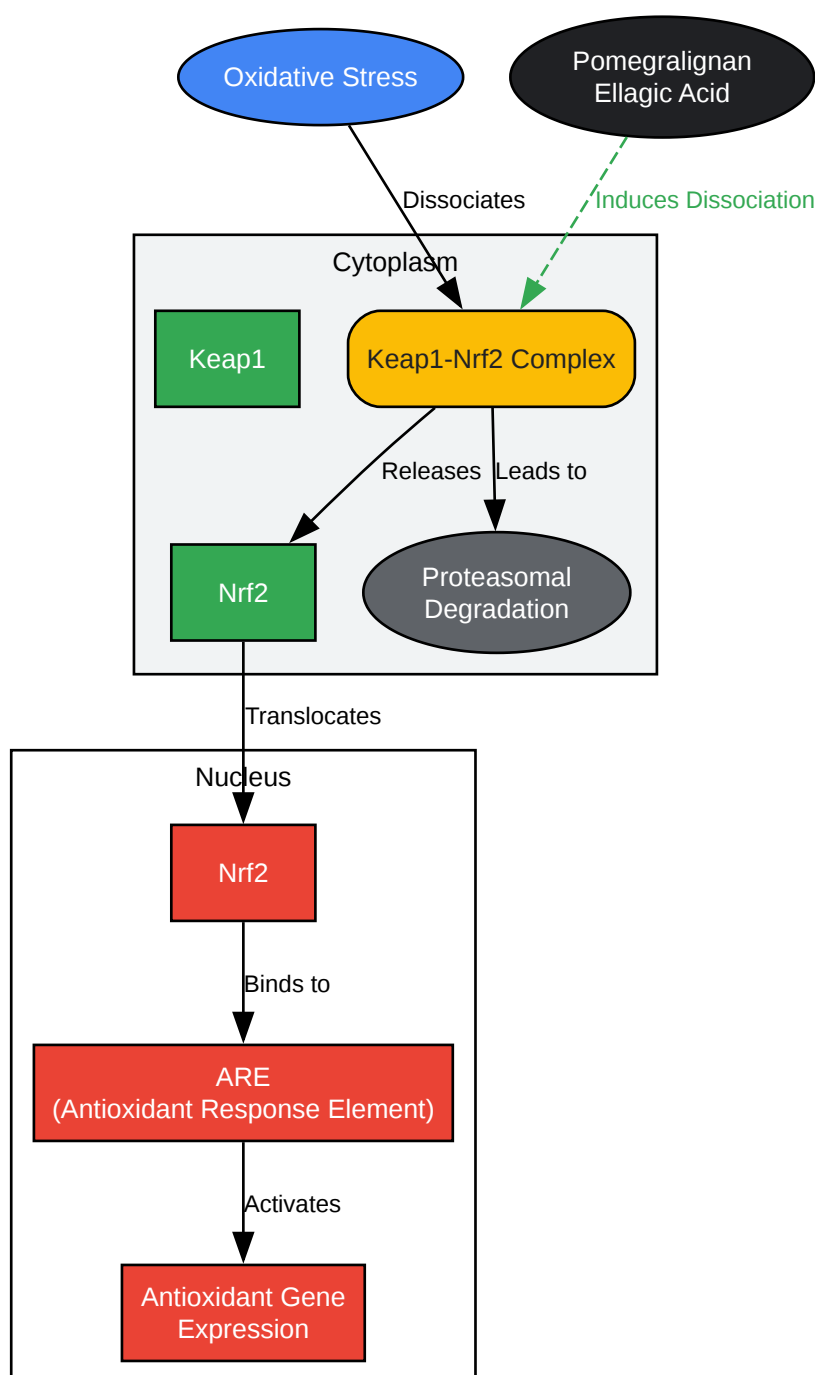 Oxidative Stress
Pomegralignan
Ellagic Acid
Dissociates
Induces Dissociation
Cytoplasm
Keap1
Keap1-Nrf2 Complex
Releases
Leads to
Nrf2
Proteasomal
Degradation
Translocates
Nucleus
Nrf2
Binds to
ARE
(Antioxidant Response Element)
Activates
Antioxidant Gene
Expression